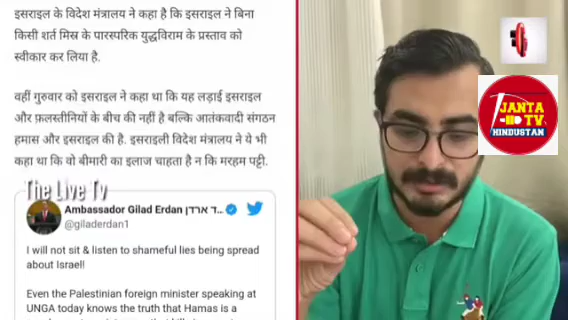 इसराइल के विदेश मंत्रालय ने कहा है कि इसराइल ने बिना
किसी शर्त मिस्र के पारस्परिक युद्धविराम के प्रस्ताव को
स्वीकार कर लिया है.
वहीं गुरुवार को इसराइल ने कहा था कि यह लड़ाई इसराइल
और फ़लस्तीनियों के बीच की नहीं है बल्कि आतंकवादी संगठन
हमास और इसराइल की है. इसराइली विदेश मंत्रालय ने ये भी
कहा था कि वो बीमारी का इलाज चाहता है न कि मरहम पट्टी.
The Live Tv
Ambassador Gilad Erdan גלעד ארדן...
@giladerdan1
I will not sit & listen to shameful lies being spread
about Israel!
Even the Palestinian foreign minister speaking at
UNGA today knows the truth that Hamas is a
JANTA
TV
HINDUSTAN